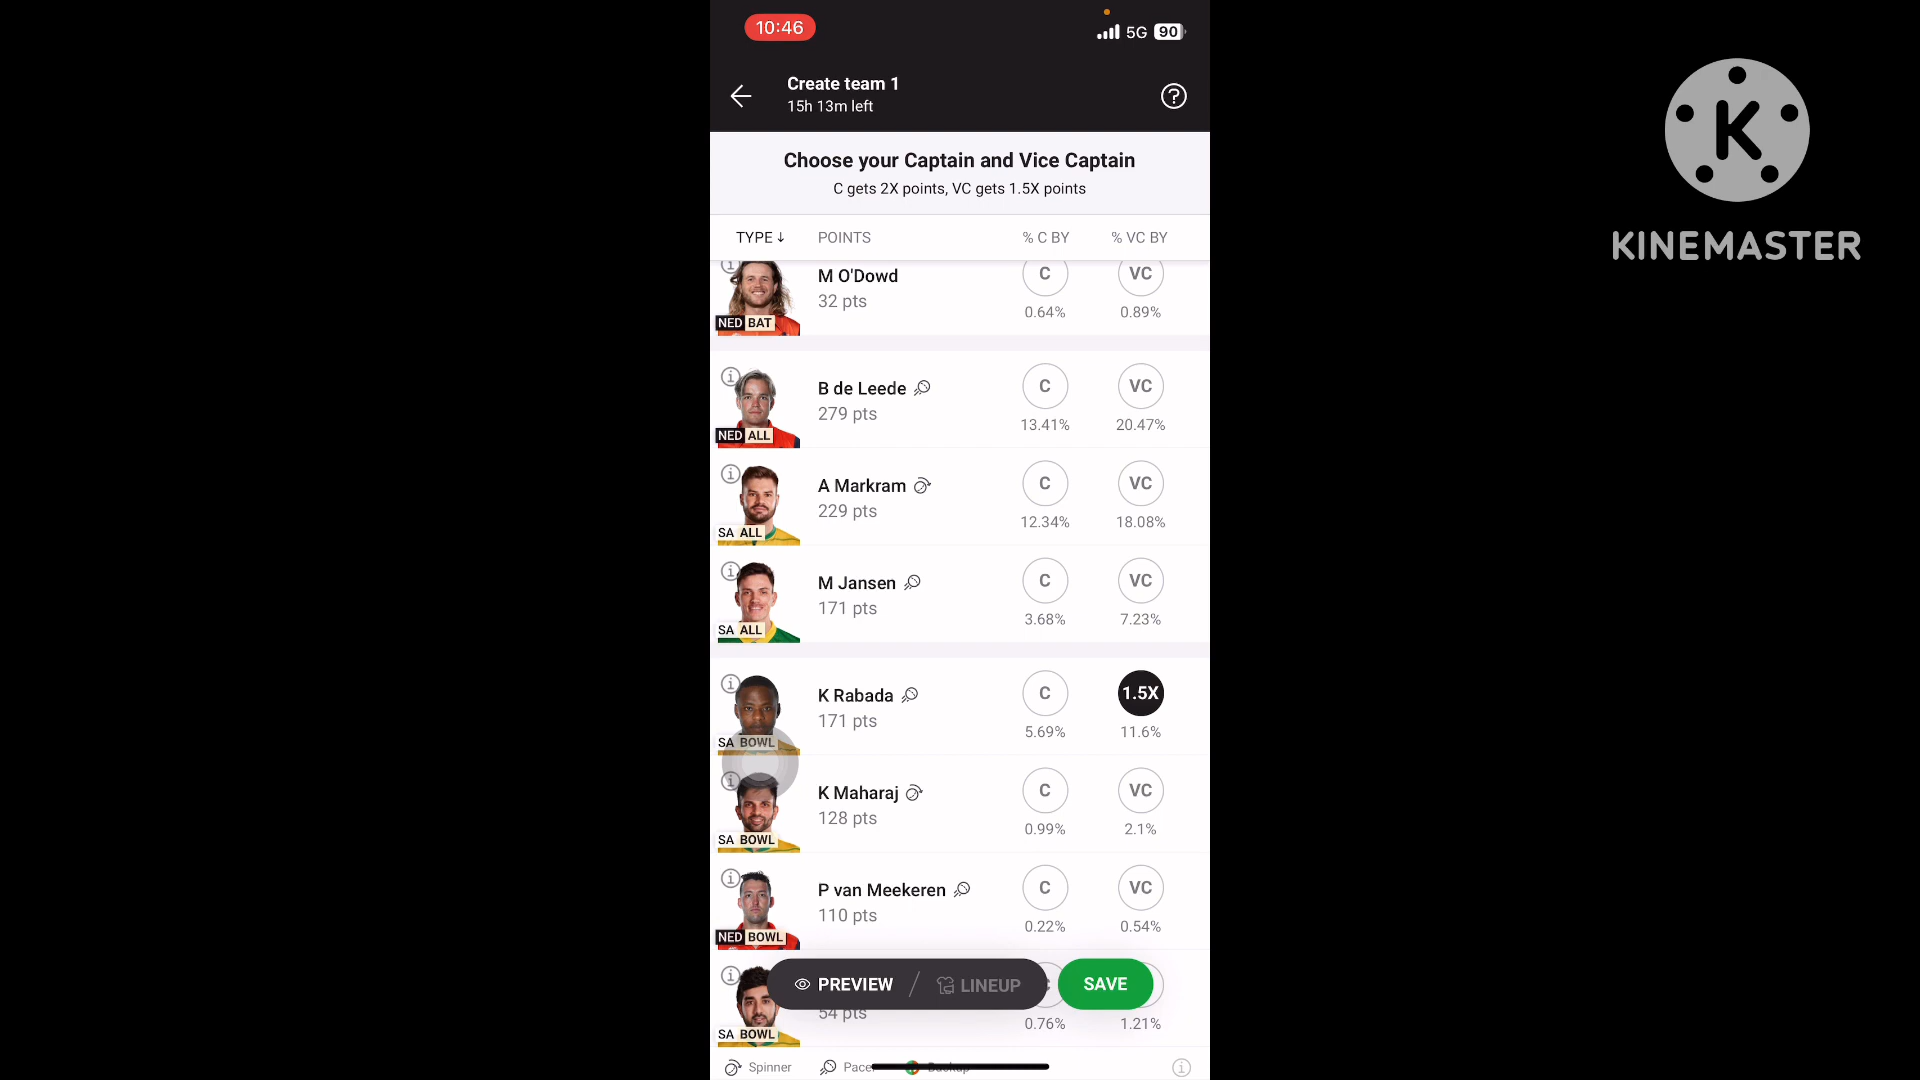 10:46
5G 90
Create team 1
15h 13m left
Choose your Captain and Vice Captain
C gets 2X points, VC gets 1.5X points
TYPE ↓ POINTS % C BY % VC BY
M O'Dowd C VC
32 pts 0.64% 0.89%
NED BAT
B de Leede C VC
279 pts 13.41% 20.47%
NED ALL
A Markram C VC
229 pts 12.34% 18.08%
SA ALL
M Jansen C VC
171 pts 3.68% 7.23%
SA ALL
K Rabada C 1.5X
171 pts 5.69% 11.6%
SA BOWL
K Maharaj C VC
128 pts 0.99% 2.1%
SA BOWL
P van Meekeren C VC
110 pts 0.22% 0.54%
NED BOWL
PREVIEW / LINEUP SAVE
54 pts 0.76% 1.21%
SA BOWL
Spinner Pacer Backup
K
KINEMASTER